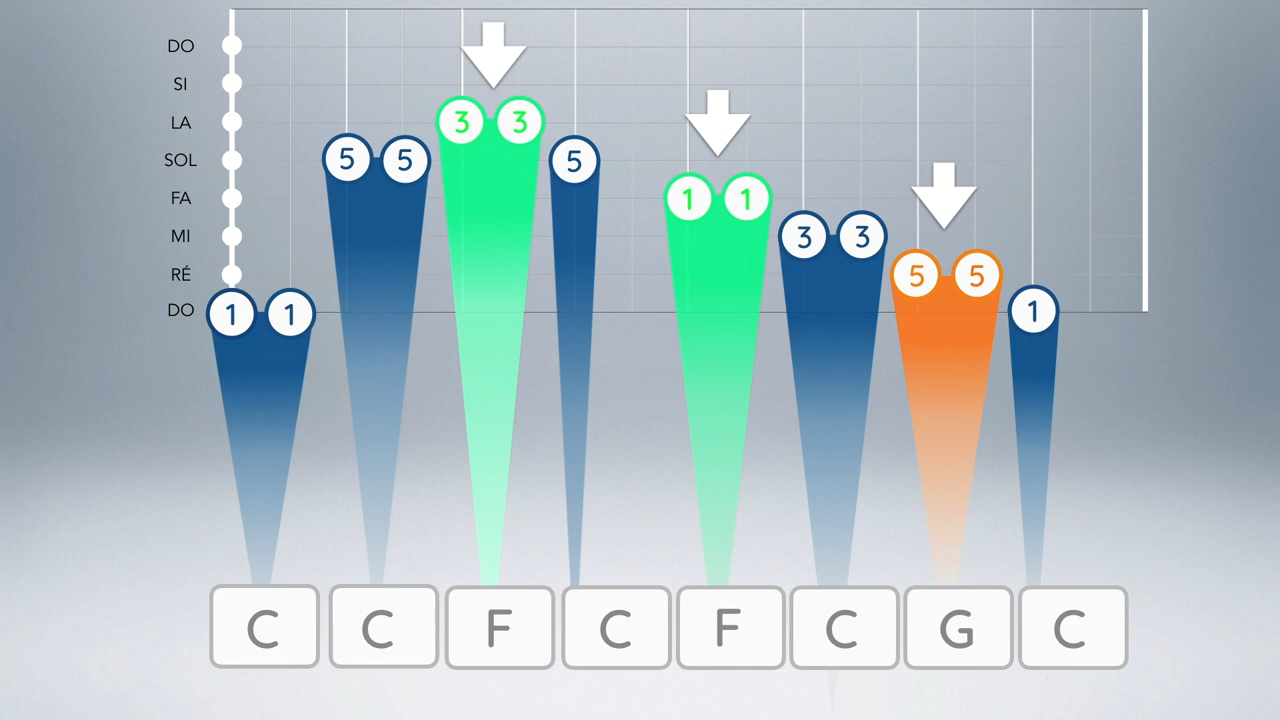 DO
SI
LA
3 3
SOL
5 5 5
FA
1 1
MI
3 3
RÉ
5 5
DO
1 1 1
C C F C F C G C